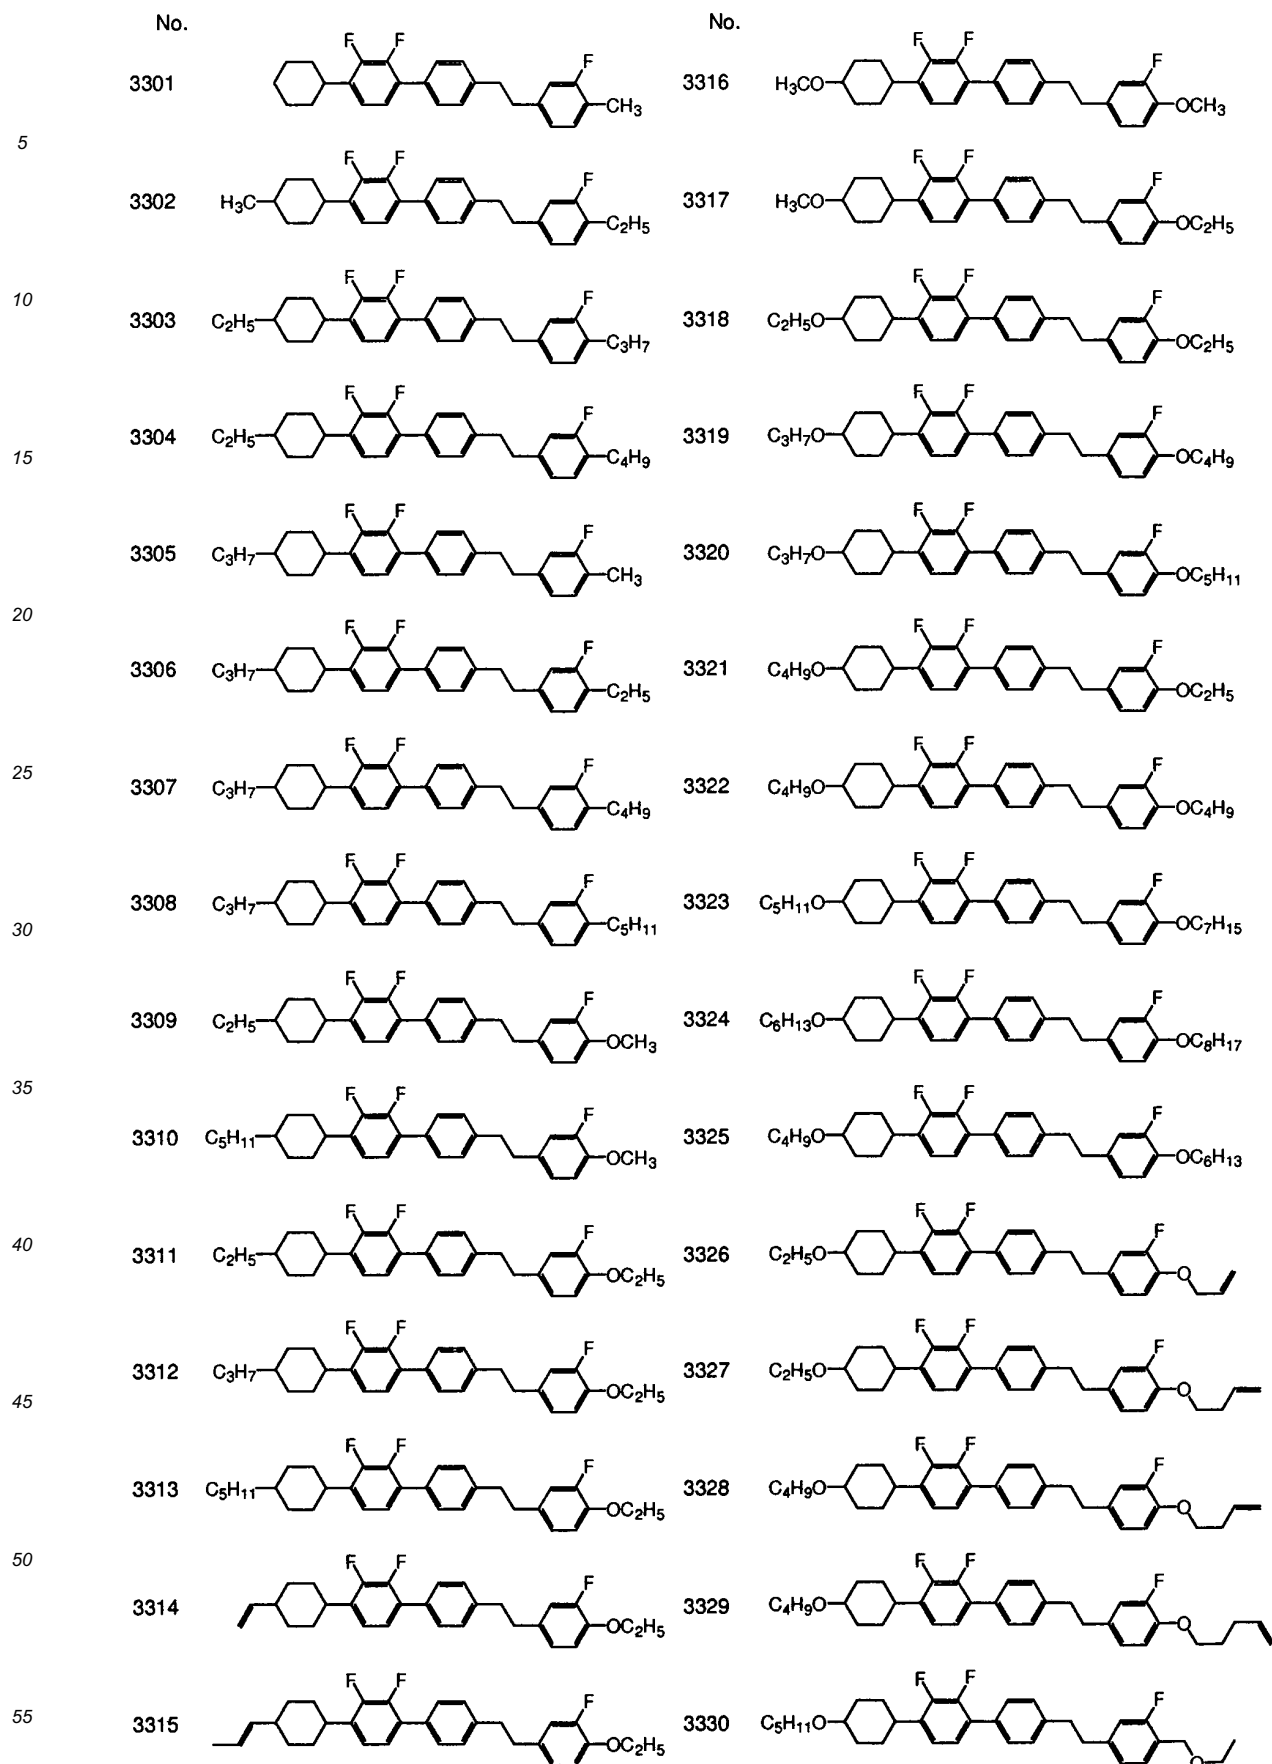 No.
F F
F
3301
CH3
5
F F
F
3302 H3C
C2H5
10
F F
F
3303 C2H5
C3H7
F F
F
3304 C2H5
C4H9
15
F F
F
3305 C3H7
CH3
20
F F
F
3306 C3H7
C2H5
25
F F
F
3307 C3H7
C4H9
F F
F
3308 C3H7
C5H11
30
F F
F
3309 C2H5
OCH3
35
F F
F
3310 C5H11
OCH3
40
F F
F
3311 C2H5
OC2H5
F F
F
3312 C3H7
OC2H5
45
F F
F
3313 C5H11
OC2H5
50
F F
F
3314
OC2H5
55
F F
F
3315
OC2H5
No.
F F
F
3316 H3CO
OCH3
F F
F
3317 H3CO
OC2H5
F F
F
3318 C2H5O
OC2H5
F F
F
3319 C3H7O
OC4H9
F F
F
3320 C3H7O
OC5H11
F F
F
3321 C4H9O
OC2H5
F F
F
3322 C4H9O
OC4H9
F F
F
3323 C5H11O
OC7H15
F F
F
3324 C6H13O
OC8H17
F F
F
3325 C4H9O
OC6H13
F F
F
3326 C2H5O
O
F F
F
3327 C2H5O
O
F F
F
3328 C4H9O
O
F F
F
3329 C4H9O
O
F F
F
3330 C5H11O
O